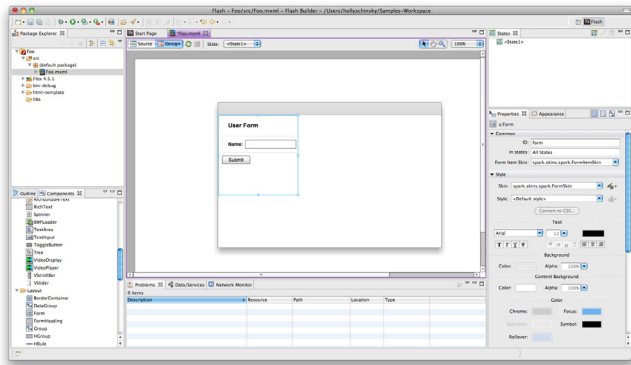 Flash - Foo/src/Foo.mxml - Flash Builder - /Users/hollyschinsky/Samples-Workspace
Flash
Package Explorer
Foo
src
(default package)
Foo.mxml
Flex 4.5.1
bin-debug
html-template
libs
Start Page
*Foo.mxml
Source
Design
State:
<State1>
100%
User Form
Name:
Submit
Outline
Components
RichText
Spinner
SWFLoader
TextArea
TextInput
ToggleButton
Tree
VideoDisplay
VideoPlayer
VScrollBar
VSlider
Layout
BorderContainer
DataGroup
Form
FormHeading
Group
HGroup
HRule
Problems
Data/Services
Network Monitor
0 items
Description
Resource
Path
Location
Type
States
<State1>
Properties
Appearance
s:Form
Common
ID: form
In states: All States
Form Item Skin: spark.skins.spark.FormItemSkin
Style
Skin: spark.skins.spark.FormSkin
Style: <Default style>
Convert to CSS...
Text
Arial
12
Background
Color:
Alpha: 100%
Content Background
Color:
Alpha: 100%
Color
Chrome:
Focus:
Symbol:
Rollover: